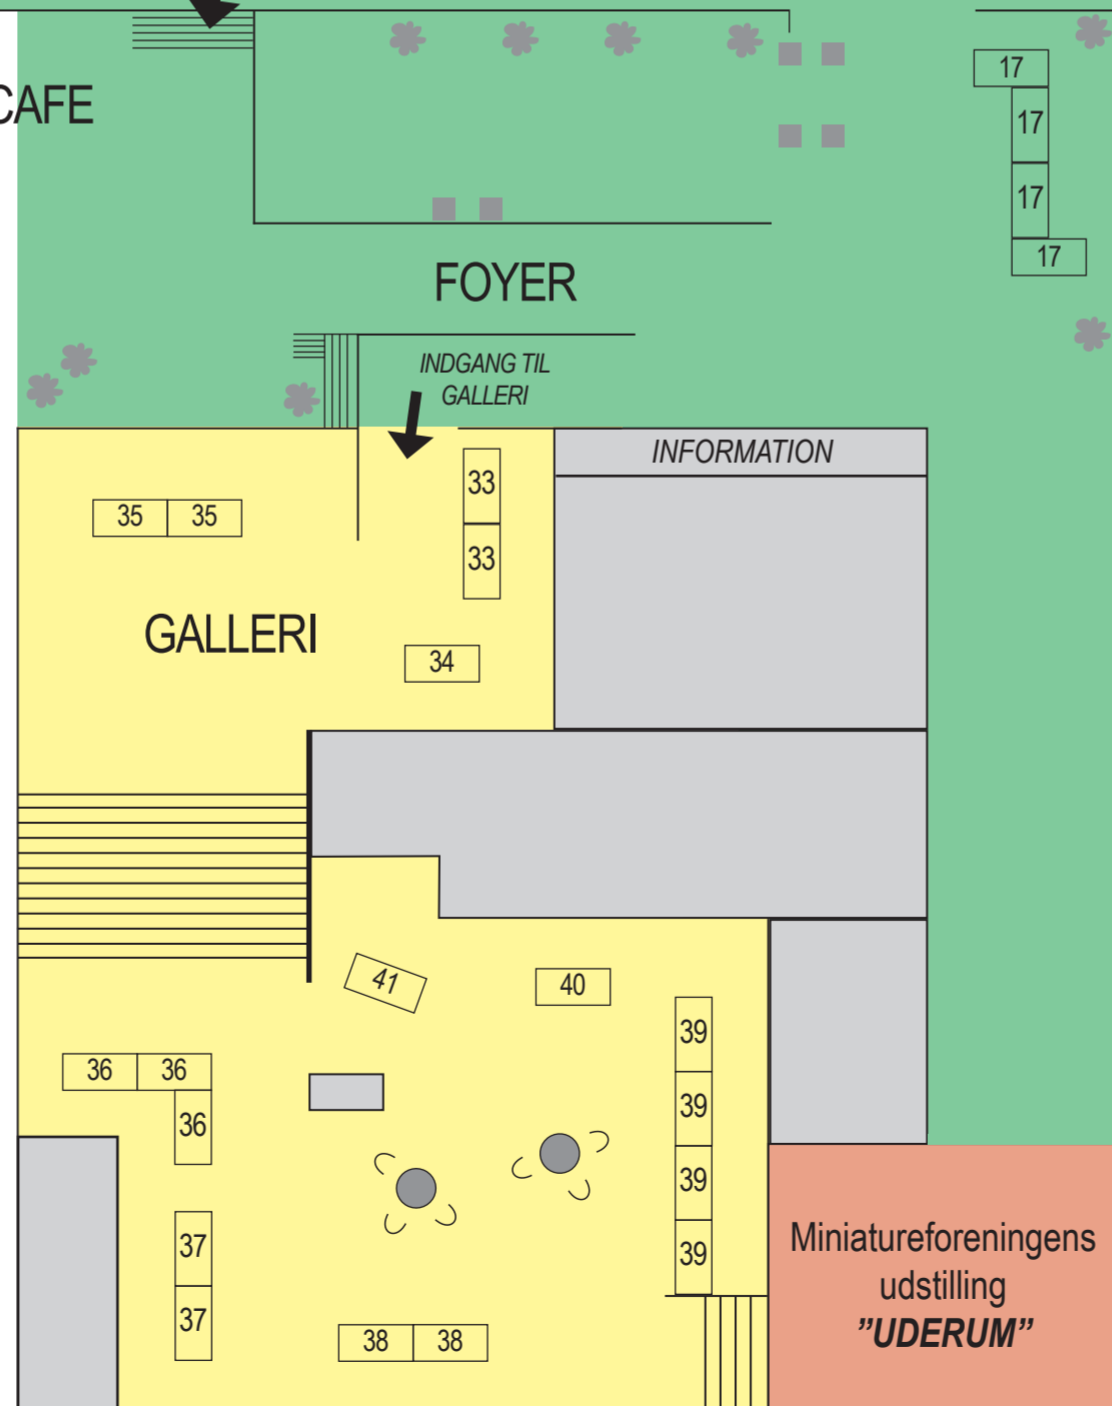 17
CAFE
17
17
17
FOYER
INDGANG TIL
GALLERI
INFORMATION
33
35 35
33
GALLERI
34
41
40
39
36 36
39
36
39
37
39
37
38 38
Miniatureforeningens
udstilling
”UDERUM”